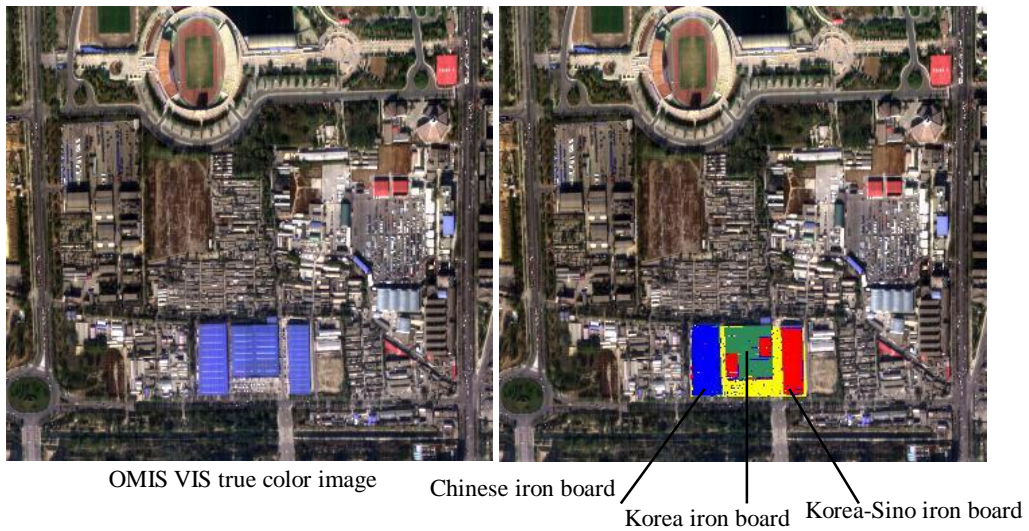 OMIS VIS true color image
Chinese iron board
Korea iron board
Korea-Sino iron board